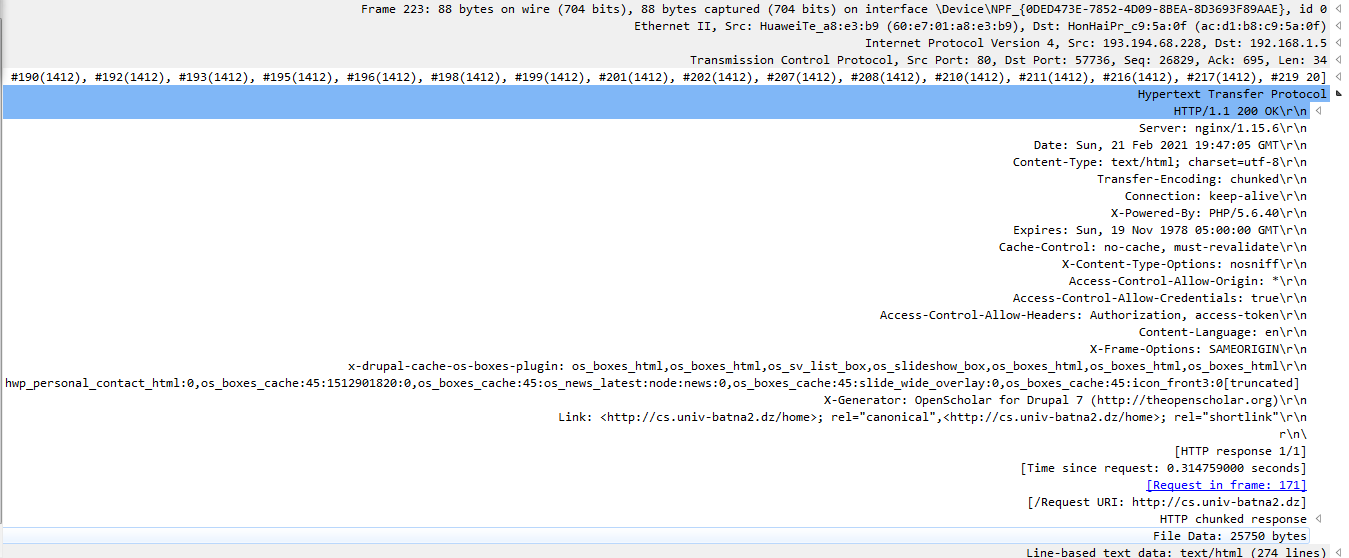 Frame 223: 88 bytes on wire (704 bits), 88 bytes captured (704 bits) on interface \Device\NPF_{0DED473E-7852-4D09-8BEA-8D3693F89AAE}, id 0
Ethernet II, Src: HuaweiTe_a8:e3:b9 (60:e7:01:a8:e3:b9), Dst: HonHaiPr_c9:5a:0f (ac:d1:b8:c9:5a:0f)
Internet Protocol Version 4, Src: 193.194.68.228, Dst: 192.168.1.5
Transmission Control Protocol, Src Port: 80, Dst Port: 57736, Seq: 26829, Ack: 695, Len: 34
#190(1412), #192(1412), #193(1412), #195(1412), #196(1412), #198(1412), #199(1412), #201(1412), #202(1412), #207(1412), #208(1412), #210(1412), #211(1412), #216(1412), #217(1412), #219 20]
Hypertext Transfer Protocol
HTTP/1.1 200 OK\r\n
Server: nginx/1.15.6\r\n
Date: Sun, 21 Feb 2021 19:47:05 GMT\r\n
Content-Type: text/html; charset=utf-8\r\n
Transfer-Encoding: chunked\r\n
Connection: keep-alive\r\n
X-Powered-By: PHP/5.6.40\r\n
Expires: Sun, 19 Nov 1978 05:00:00 GMT\r\n
Cache-Control: no-cache, must-revalidate\r\n
X-Content-Type-Options: nosniff\r\n
Access-Control-Allow-Origin: *\r\n
Access-Control-Allow-Credentials: true\r\n
Access-Control-Allow-Headers: Authorization, access-token\r\n
Content-Language: en\r\n
X-Frame-Options: SAMEORIGIN\r\n
x-drupal-cache-os-boxes-plugin: os_boxes_html,os_boxes_html,os_sv_list_box,os_slideshow_box,os_boxes_html,os_boxes_html,os_boxes_html\r\n
hwp_personal_contact_html:0,os_boxes_cache:45:1512901820:0,os_boxes_cache:45:os_news_latest:node:news:0,os_boxes_cache:45:slide_wide_overlay:0,os_boxes_cache:45:icon_front3:0[truncated]
X-Generator: OpenScholar for Drupal 7 (http://theopenscholar.org)\r\n
Link: <http://cs.univ-batna2.dz/home>; rel="canonical",<http://cs.univ-batna2.dz/home>; rel="shortlink"\r\n
r\n\
[HTTP response 1/1]
[Time since request: 0.314759000 seconds]
[Request in frame: 171]
[/Request URI: http://cs.univ-batna2.dz]
HTTP chunked response
File Data: 25750 bytes
Line-based text data: text/html (274 lines)